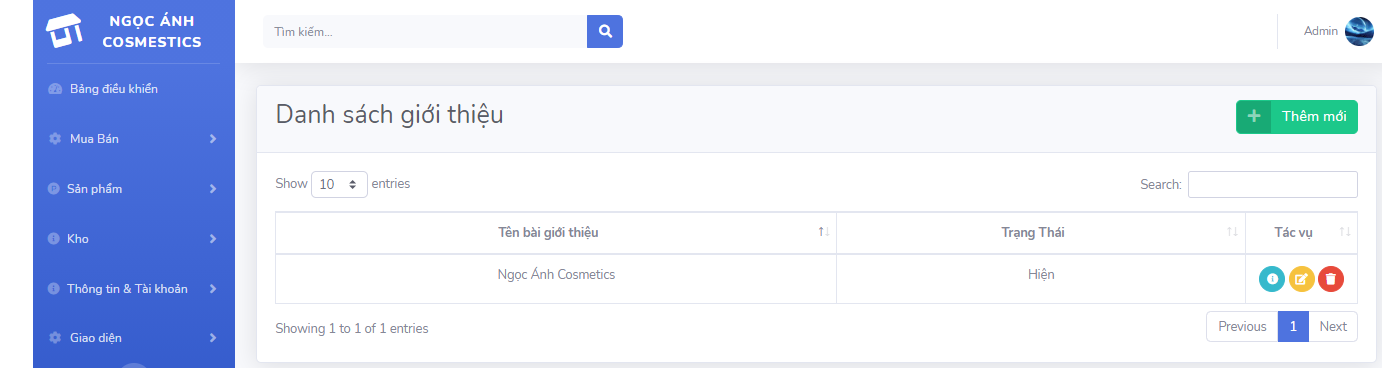 NGỌC ÁNH
COSMESTICS
Tìm kiếm...
Admin
Bảng điều khiển
Mua Bán
Sản phẩm
Kho
Thông tin & Tài khoản
Giao diện
Danh sách giới thiệu
Thêm mới
Show 10 entries
Search:
Tên bài giới thiệu
Trạng Thái
Tác vụ
Ngọc Ánh Cosmetics
Hiện
Showing 1 to 1 of 1 entries
Previous 1 Next